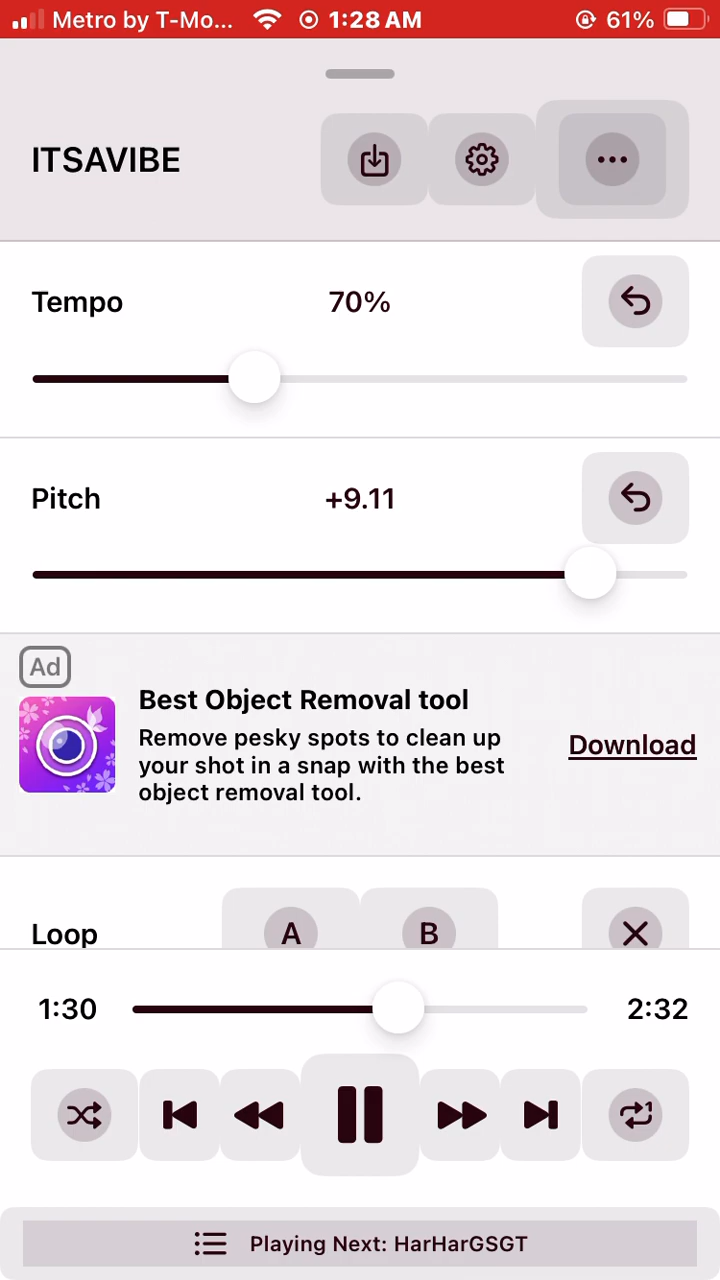 Metro by T-Mo... 1:28 AM 61%
ITSAVIBE
Tempo 70%
Pitch +9.11
Ad
Best Object Removal tool
Remove pesky spots to clean up
your shot in a snap with the best
object removal tool.
Download
Loop A B
1:30 2:32
Playing Next: HarHarGSGT